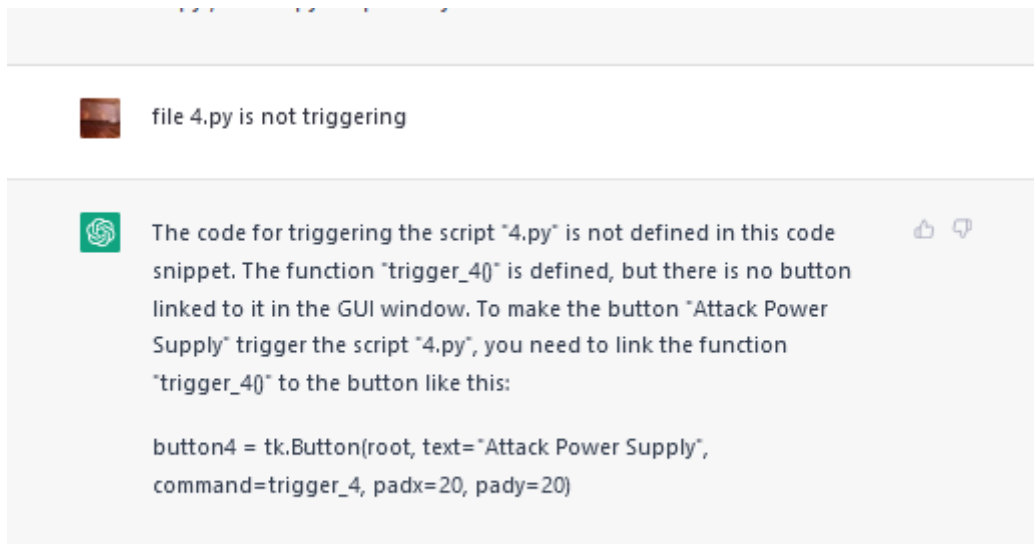 file 4.py is not triggering
The code for triggering the script "4.py" is not defined in this code
snippet. The function "trigger_4()" is defined, but there is no button
linked to it in the GUI window. To make the button "Attack Power
Supply" trigger the script "4.py", you need to link the function
"trigger_4()" to the button like this:
button4 = tk.Button(root, text="Attack Power Supply",
command=trigger_4, padx=20, pady=20)